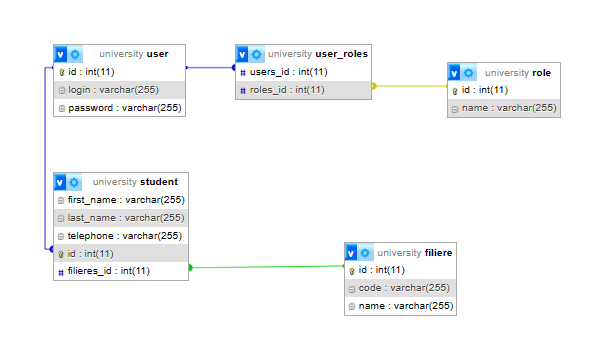 university user
id : int(11)
login : varchar(255)
password : varchar(255)
university user_roles
users_id : int(11)
roles_id : int(11)
university role
id : int(11)
name : varchar(255)
university student
first_name : varchar(255)
last_name : varchar(255)
telephone : varchar(255)
id : int(11)
filieres_id : int(11)
university filiere
id : int(11)
code : varchar(255)
name : varchar(255)